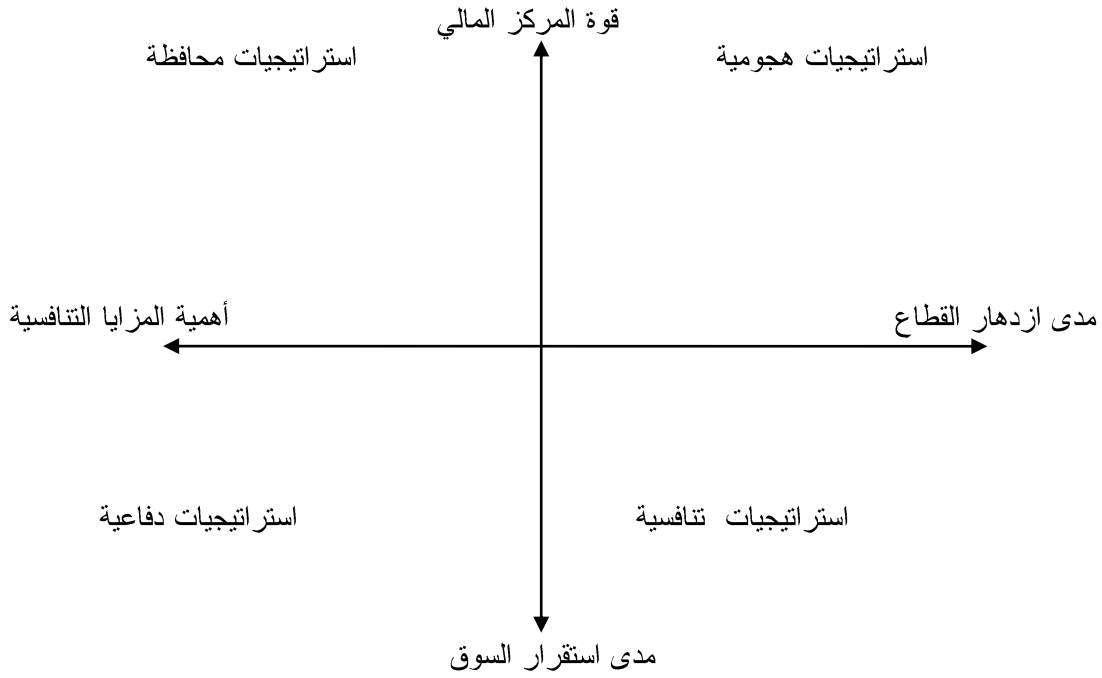 قوة المركز المالي
استراتيجيات هجومية
استراتيجيات محافظة
مدى ازدهار القطاع
أهمية المزايا التنافسية
استراتيجيات تنافسية
استراتيجيات دفاعية
مدى استقرار السوق